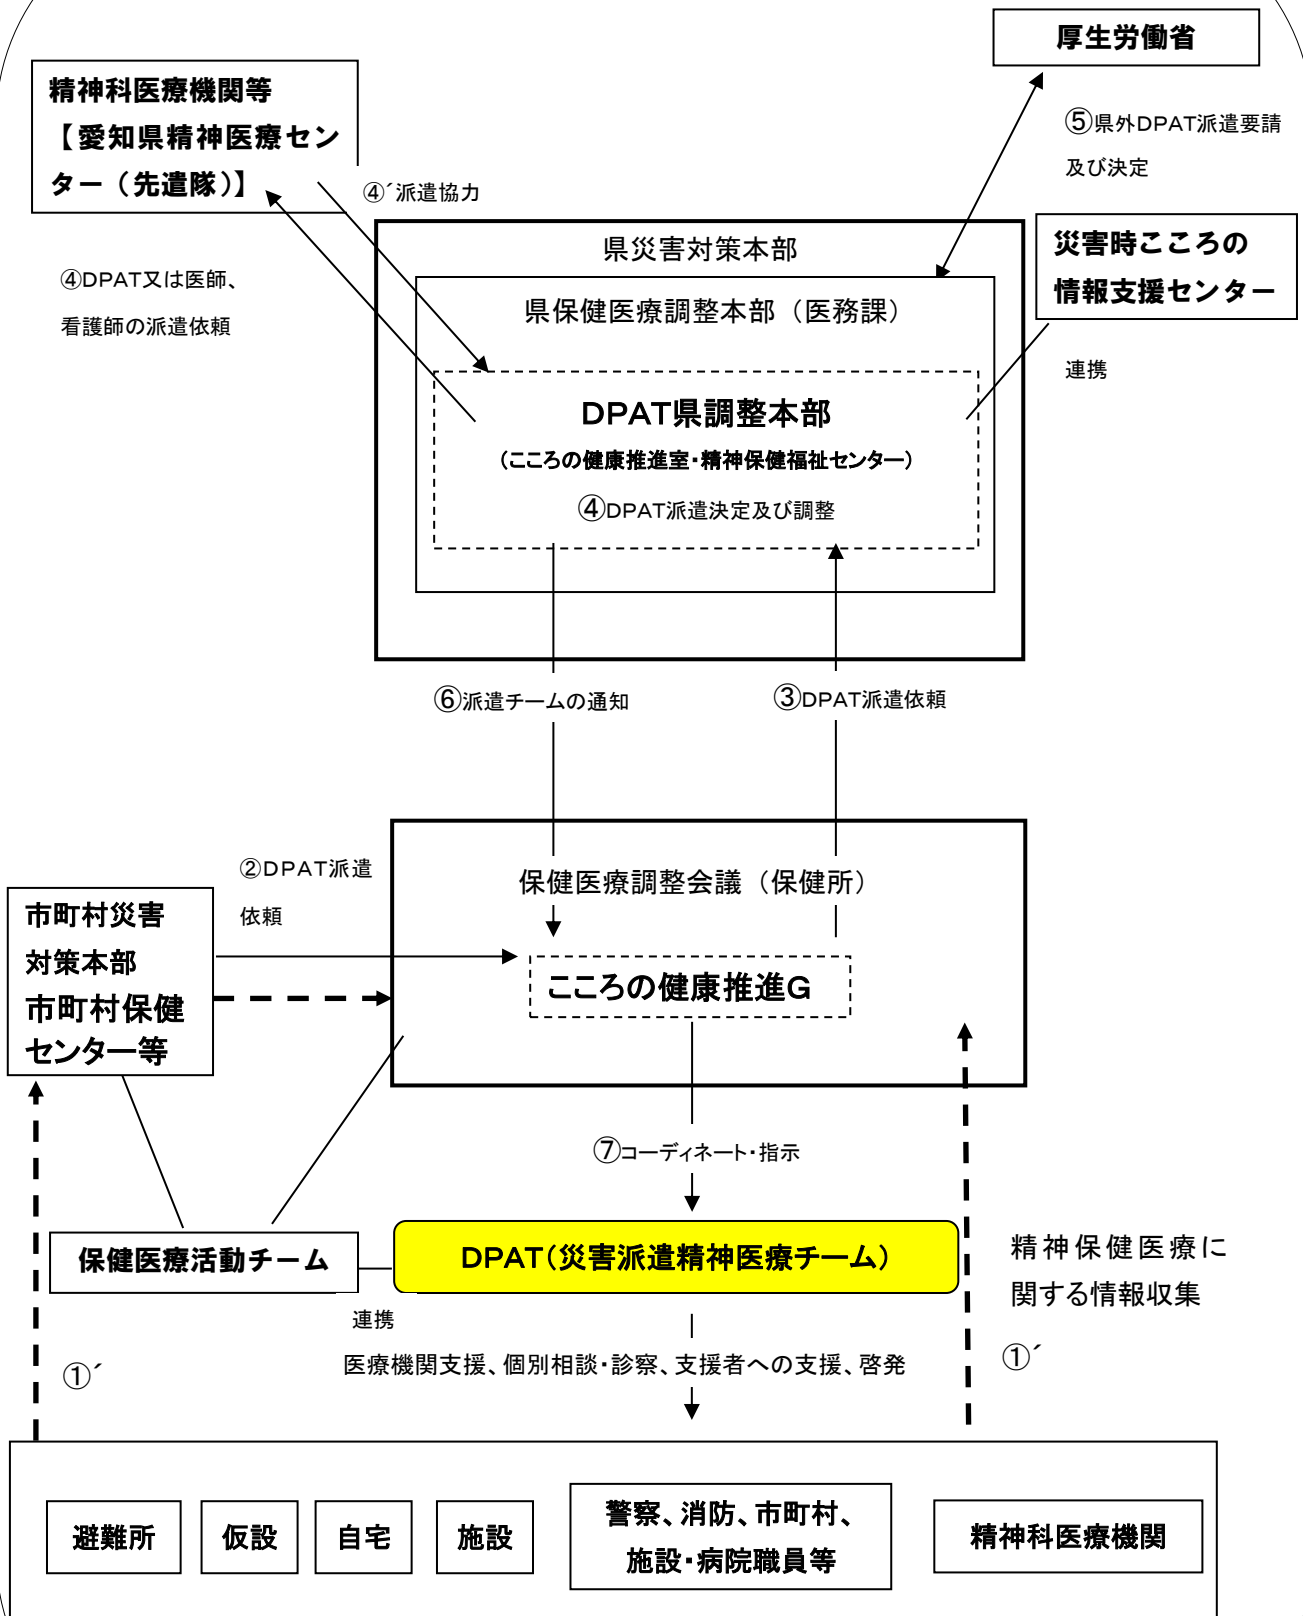 厚生労働省
精神科医療機関等
【愛知県精神医療セン
ター（先遣隊）】
⑤県外DPAT派遣要請
及び決定
④´派遣協力
災害時こころの
情報支援センター
県災害対策本部
④DPAT又は医師、
看護師の派遣依頼
県保健医療調整本部（医務課）
連携
DPAT県調整本部
（こころの健康推進室・精神保健福祉センター）
④DPAT派遣決定及び調整
⑥派遣チームの通知
③DPAT派遣依頼
②DPAT派遣
依頼
保健医療調整会議（保健所）
市町村災害
対策本部
市町村保健
センター等
こころの健康推進G
⑦コーディネート・指示
保健医療活動チーム
DPAT（災害派遣精神医療チーム）
精神保健医療に
関する情報収集
連携
医療機関支援、個別相談・診察、支援者への支援、啓発
①´
①´
避難所
仮設
自宅
施設
警察、消防、市町村、
施設・病院職員等
精神科医療機関